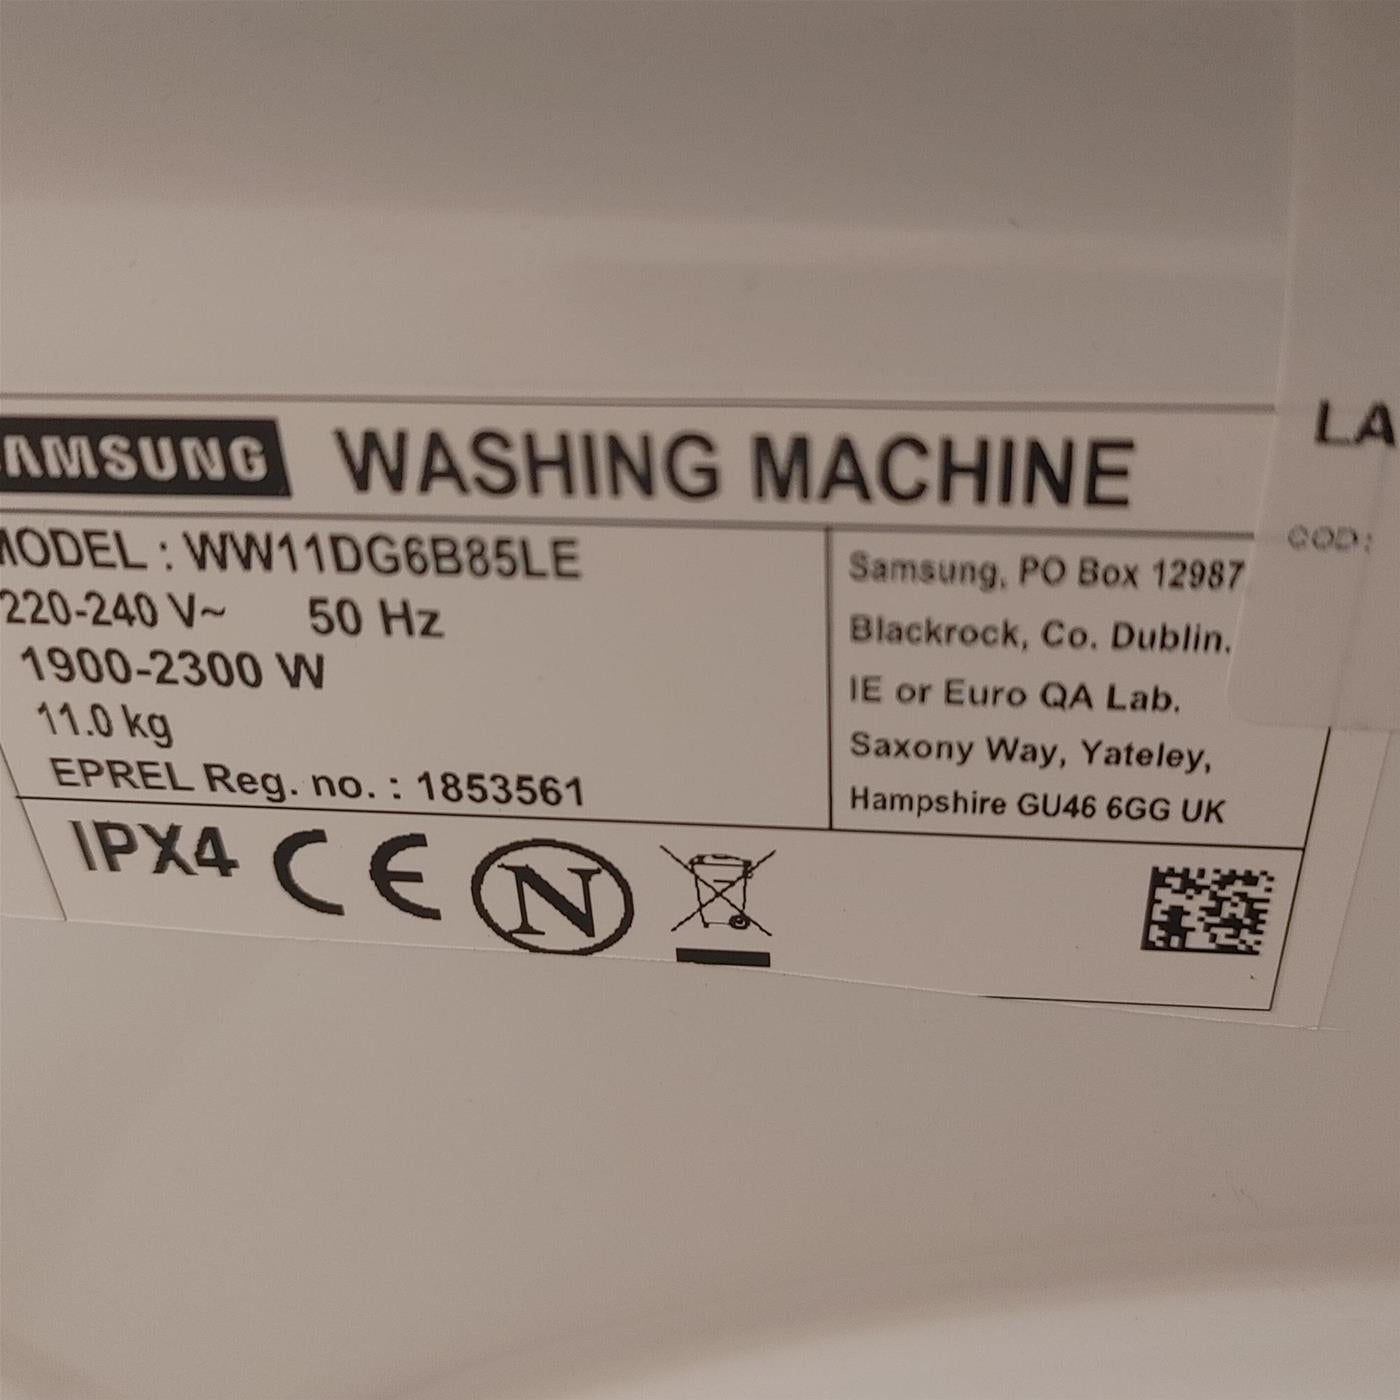 SAMSUNG WASHING MACHINE
MODEL : WW11DG6B85LE
220-240 V~ 50 Hz
1900-2300 W
11.0 kg
EPREL Reg. no. : 1853561
Samsung, PO Box 12987
Blackrock, Co. Dublin.
IE or Euro QA Lab.
Saxony Way, Yateley,
Hampshire GU46 6GG UK
IPX4 CE N
LA
COD: